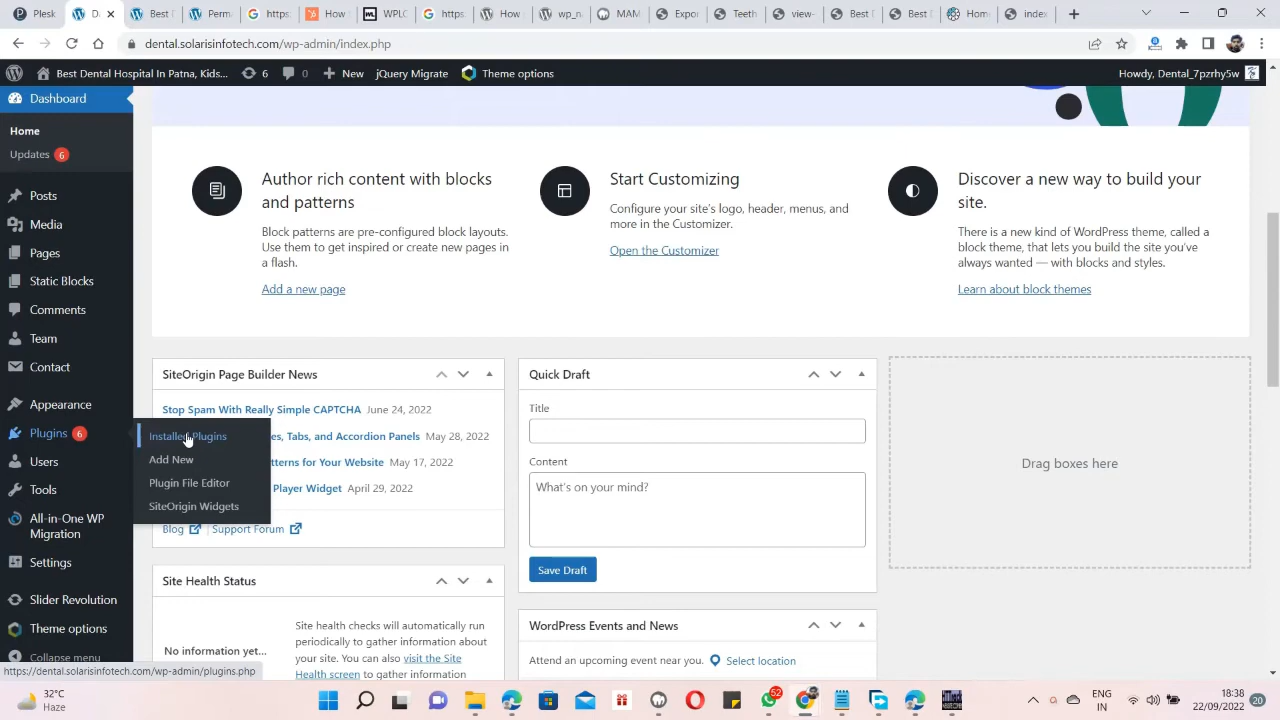 Plesk
D
Dental
Perm
https
How
WPLC
https
How
wp_n
MAM
Expor
Teeth
view-
Best
Best
Home
index
dental.solarisinfotech.com/wp-admin/index.php
Best Dental Hospital In Patna, Kids...
6
0
New
jQuery Migrate
Theme options
Howdy, Dental_7pzrhy5w
Dashboard
Home
Updates 6
Posts
Media
Pages
Static Blocks
Comments
Team
Contact
Appearance
Plugins 6
Users
Tools
All-in-One WP
Migration
Settings
Slider Revolution
Theme options
Collapse menu
Installed Plugins
Add New
Plugin File Editor
SiteOrigin Widgets
Author rich content with blocks
and patterns
Block patterns are pre-configured block layouts.
Use them to get inspired or create new pages in
a flash.
Add a new page
Start Customizing
Configure your site's logo, header, menus, and
more in the Customizer.
Open the Customizer
Discover a new way to build your
site.
There is a new kind of WordPress theme, called a
block theme, that lets you build the site you've
always wanted — with blocks and styles.
Learn about block themes
SiteOrigin Page Builder News
Stop Spam With Really Simple CAPTCHA June 24, 2022
es, Tabs, and Accordion Panels May 28, 2022
tterns for Your Website May 17, 2022
Player Widget April 29, 2022
Blog
Support Forum
Site Health Status
No information yet...
Site health checks will automatically run
periodically to gather information about
your site. You can also visit the Site
Health screen to gather information
Quick Draft
Title
Content
What's on your mind?
Save Draft
WordPress Events and News
Attend an upcoming event near you.
Select location
Drag boxes here
https://dental.solarisinfotech.com/wp-admin/plugins.php
32°C
Haze
52
ENG
IN
18:38
22/09/2022
20